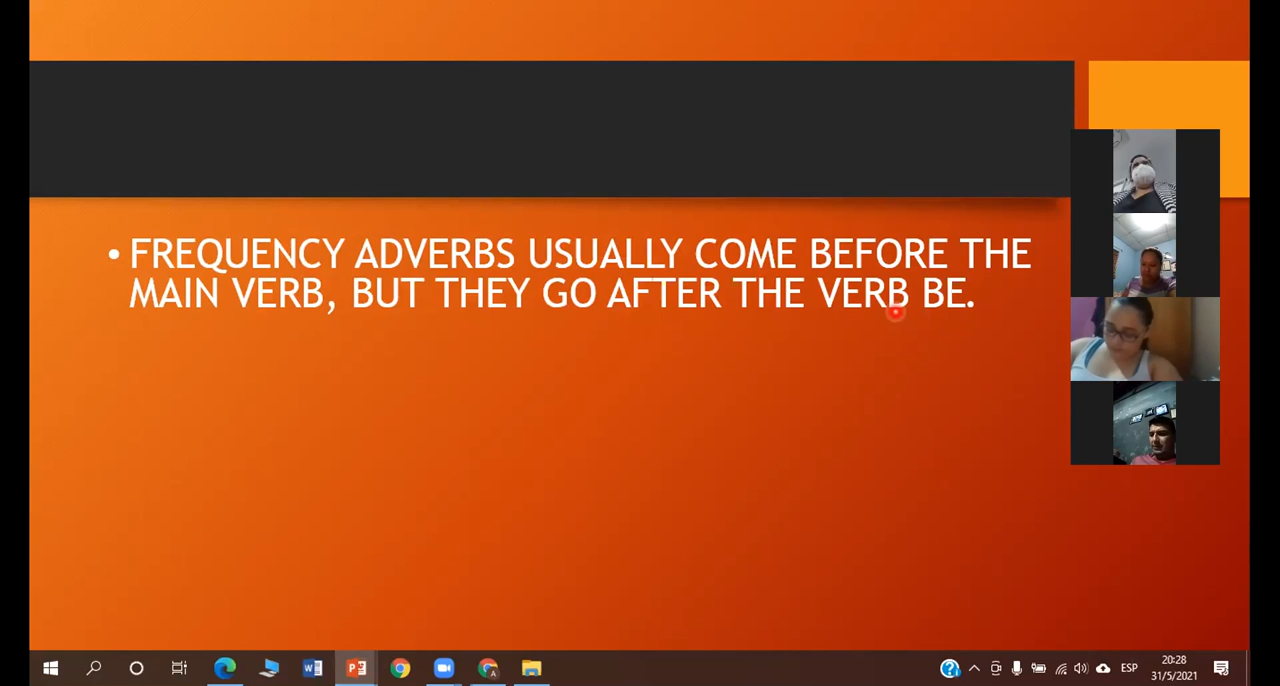 • FREQUENCY ADVERBS USUALLY COME BEFORE THE
MAIN VERB, BUT THEY GO AFTER THE VERB BE.
ESP
20:28
31/5/2021